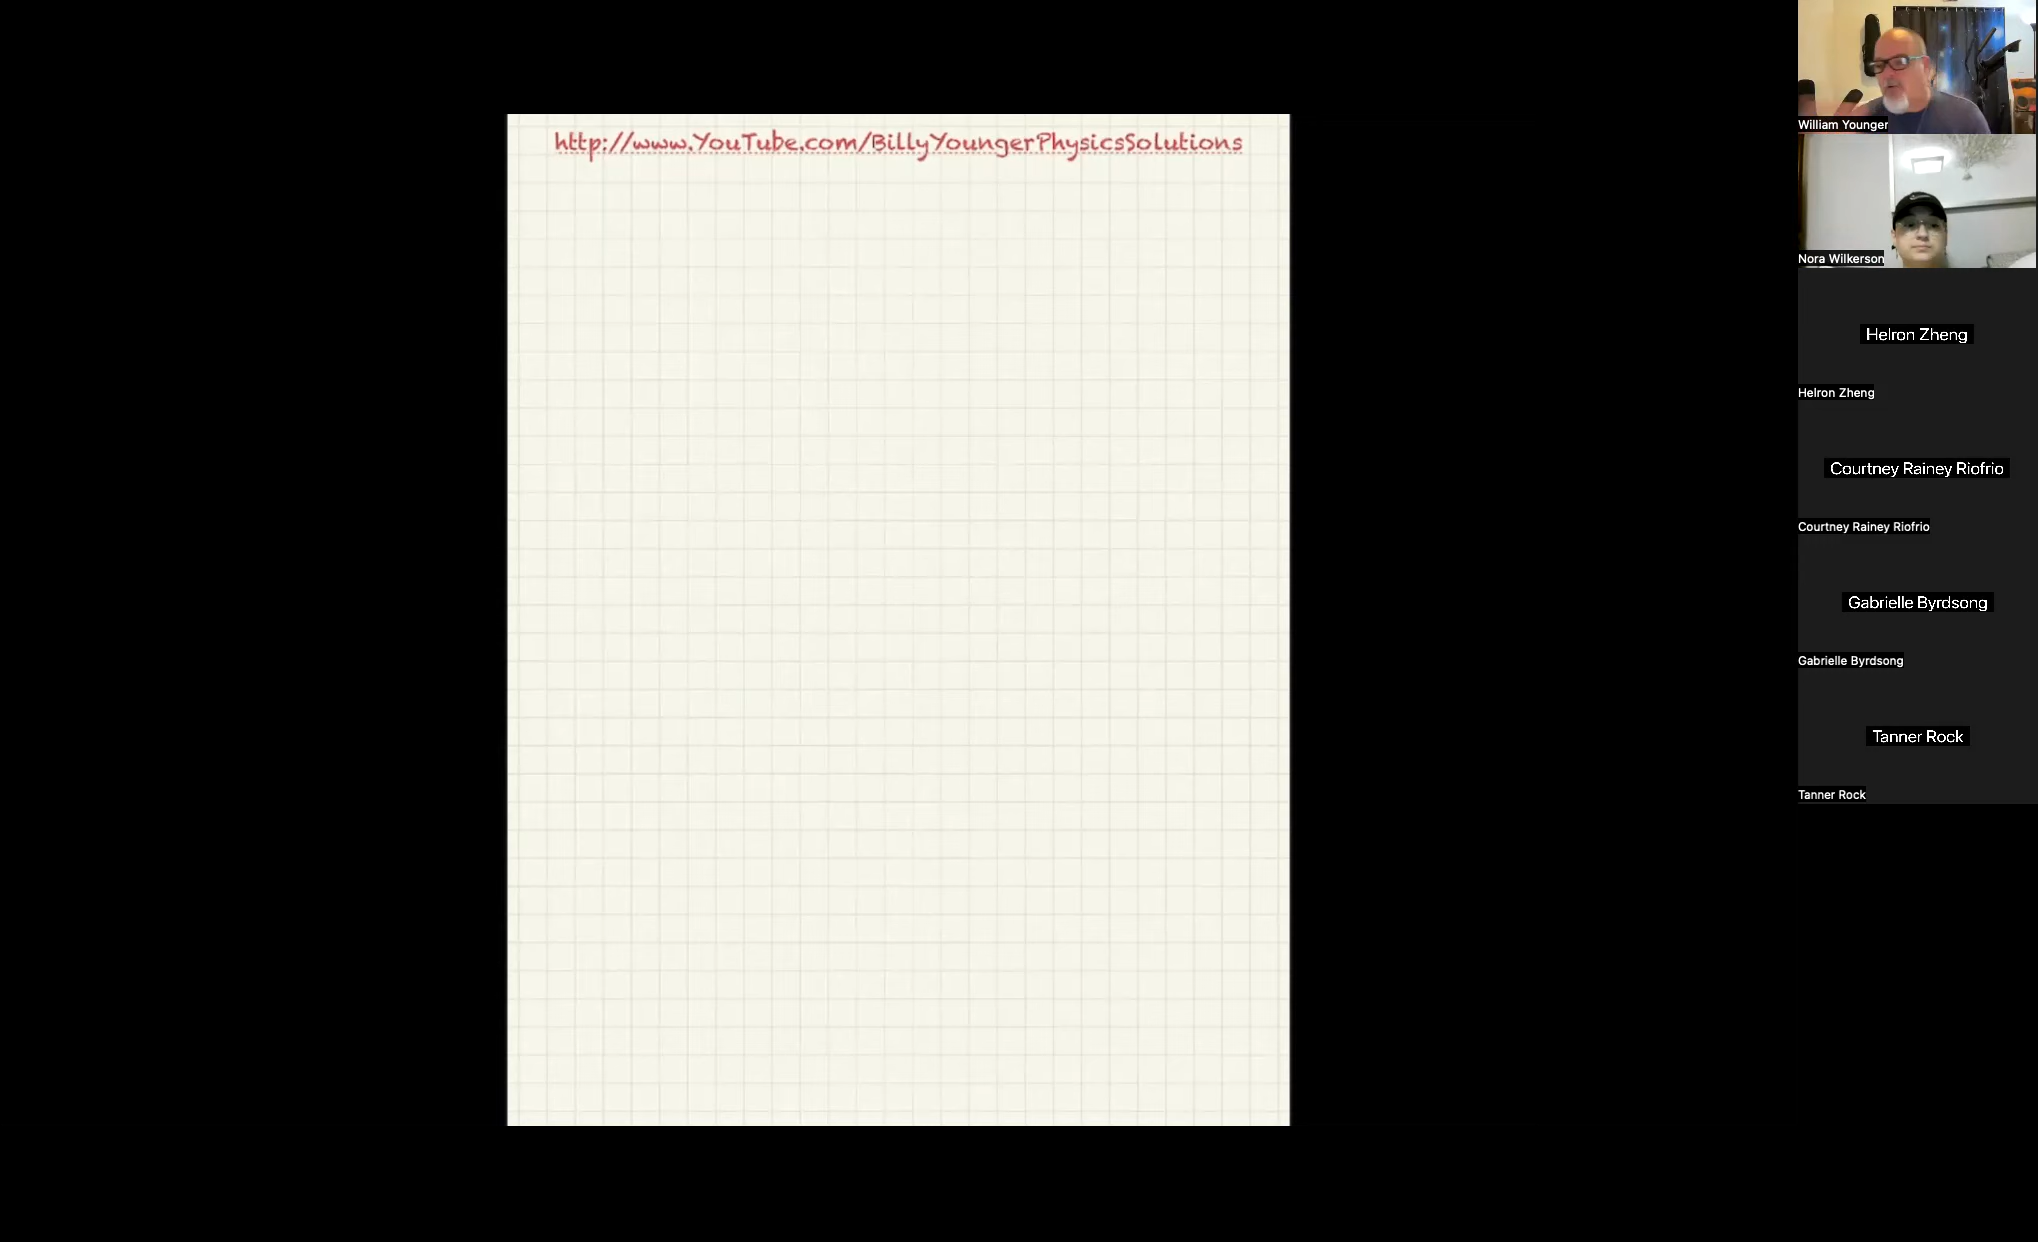 http://www.YouTube.com/BillyYoungerPhysicsSolutions
William Younger
Nora Wilkerson
Helron Zheng
Helron Zheng
Courtney Rainey Riofrio
Courtney Rainey Riofrio
Gabrielle Byrdsong
Gabrielle Byrdsong
Tanner Rock
Tanner Rock